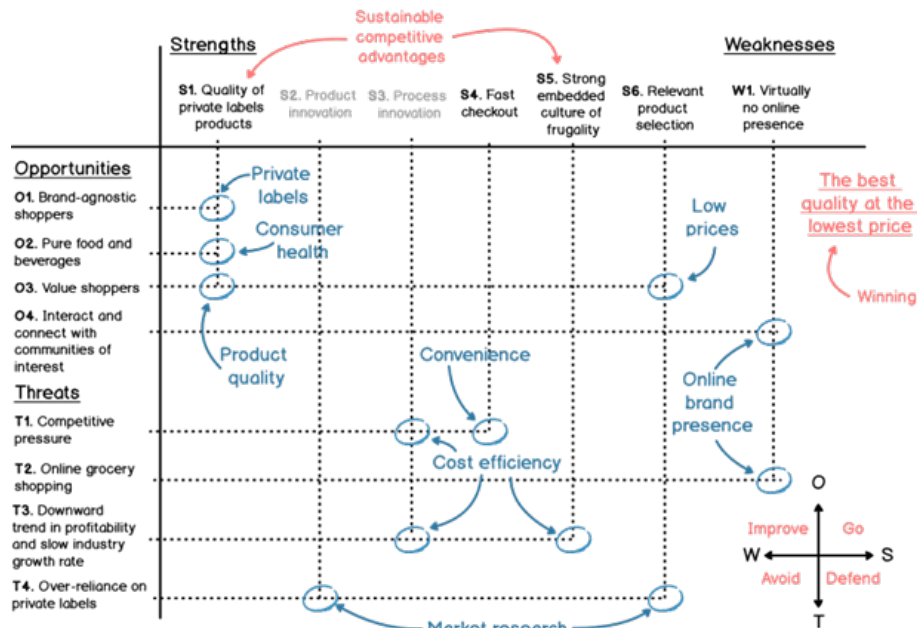 Sustainable
competitive
advantages
Strengths
Weaknesses
S1. Quality of
private labels
products
S2. Product
innovation
S3. Process
innovation
S4. Fast
checkout
S5. Strong
embedded
culture of
frugality
S6. Relevant
product
selection
W1. Virtually
no online
presence
Opportunities
O1. Brand-agnostic
shoppers
O2. Pure food and
beverages
O3. Value shoppers
O4. Interact and
connect with
communities of
interest
Threats
T1. Competitive
pressure
T2. Online grocery
shopping
T3. Downward
trend in profitability
and slow industry
growth rate
T4. Over-reliance on
private labels
Private
labels
Consumer
health
Product
quality
Convenience
Cost efficiency
Market research
Low
prices
Online
brand
presence
The best
quality at the
lowest price
Winning
O
Improve
Go
W
S
Avoid
Defend
T